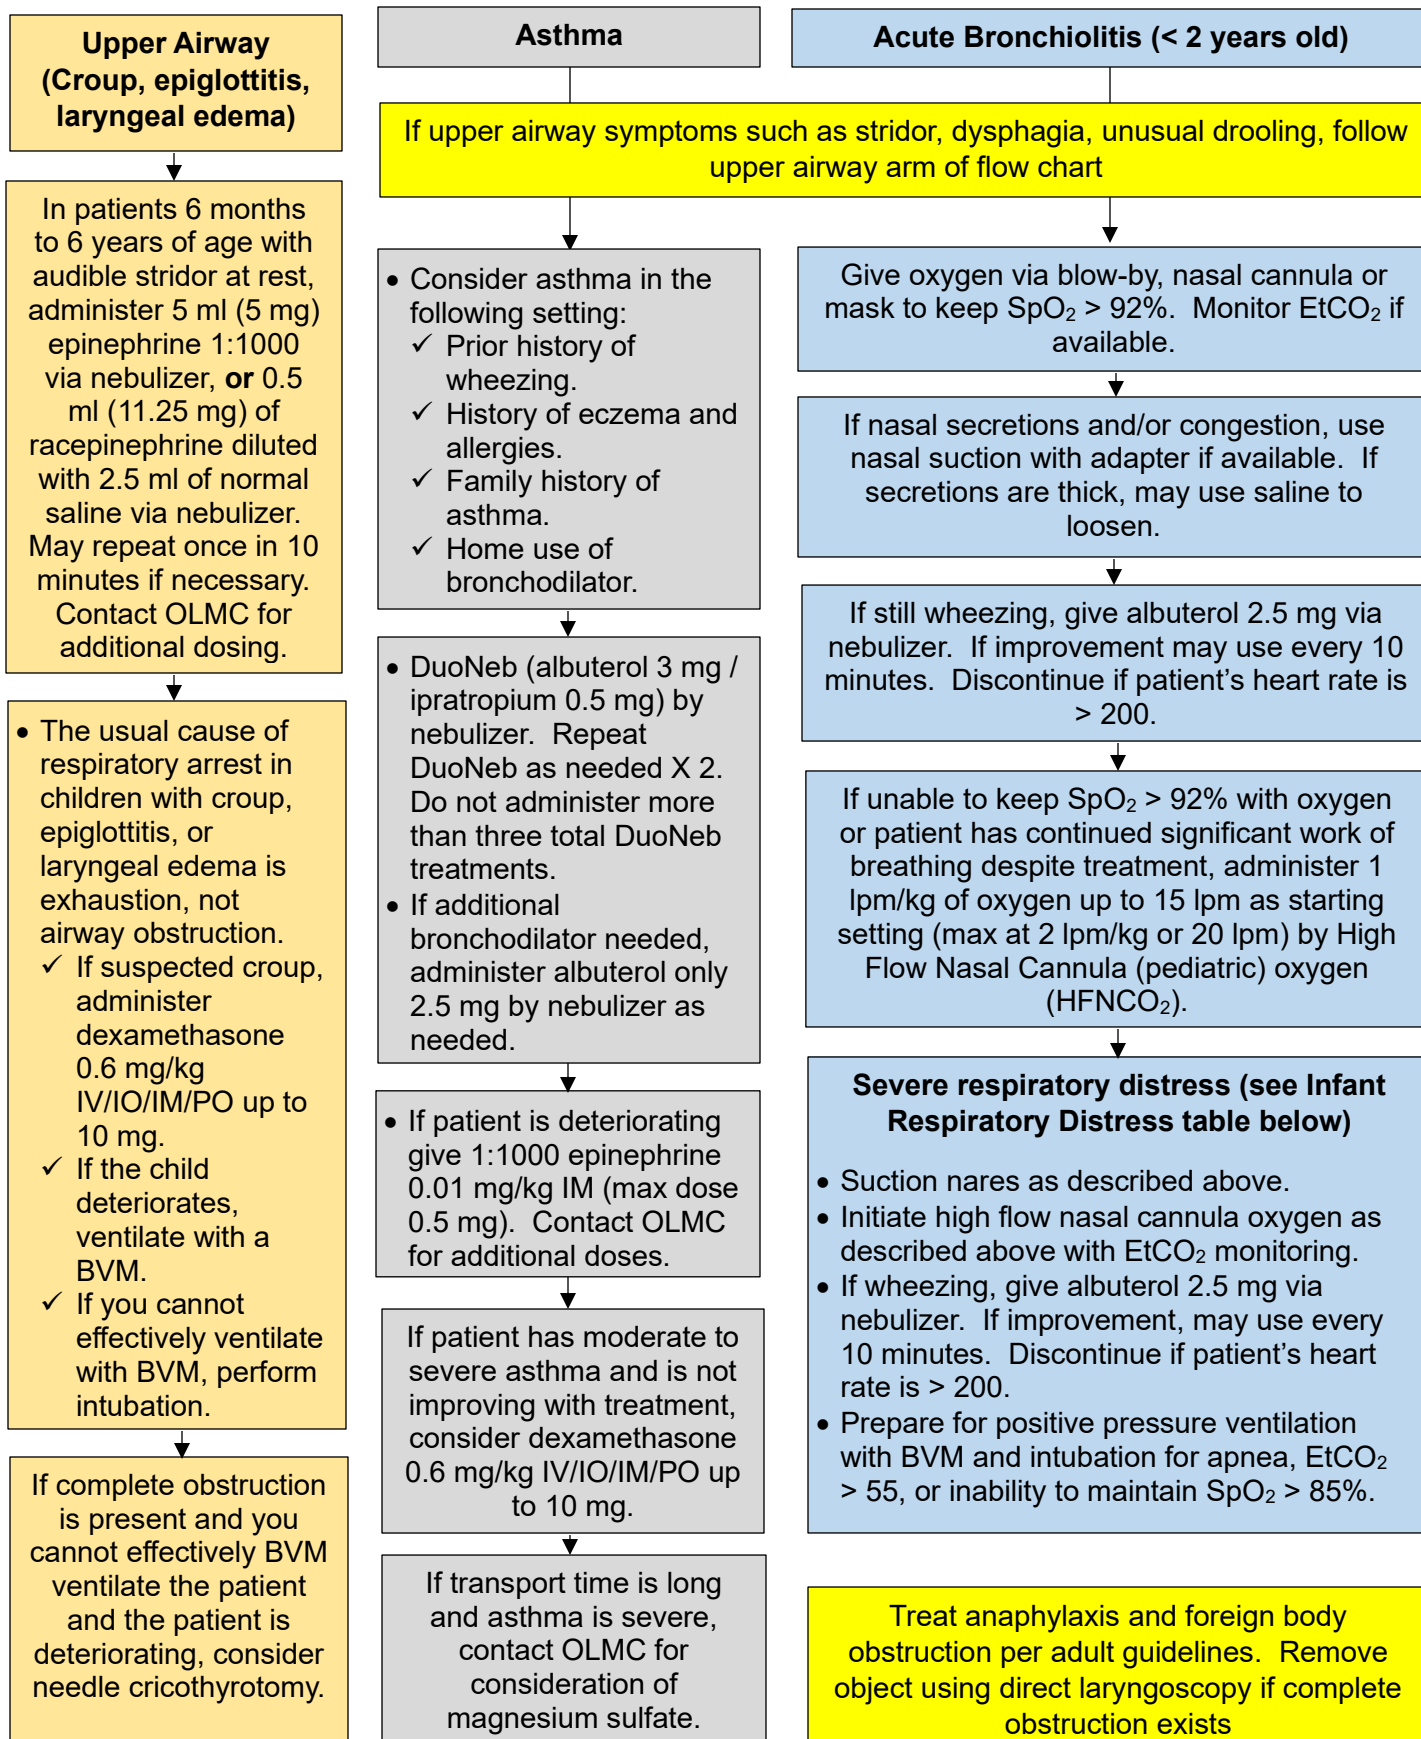 Upper Airway
(Croup, epiglottitis,
laryngeal edema)
In patients 6 months
to 6 years of age with
audible stridor at rest,
administer 5 ml (5 mg)
epinephrine 1:1000
via nebulizer, or 0.5
ml (11.25 mg) of
racepinephrine diluted
with 2.5 ml of normal
saline via nebulizer.
May repeat once in 10
minutes if necessary.
Contact OLMC for
additional dosing.
• The usual cause of
respiratory arrest in
children with croup,
epiglottitis, or
laryngeal edema is
exhaustion, not
airway obstruction.
✓ If suspected croup,
administer
dexamethasone
0.6 mg/kg
IV/IO/IM/PO up to
10 mg.
✓ If the child
deteriorates,
ventilate with a
BVM.
✓ If you cannot
effectively ventilate
with BVM, perform
intubation.
If complete obstruction
is present and you
cannot effectively BVM
ventilate the patient
and the patient is
deteriorating, consider
needle cricothyrotomy.
Asthma
Acute Bronchiolitis (< 2 years old)
If upper airway symptoms such as stridor, dysphagia, unusual drooling, follow
upper airway arm of flow chart
• Consider asthma in the
following setting:
✓ Prior history of
wheezing.
✓ History of eczema and
allergies.
✓ Family history of
asthma.
✓ Home use of
bronchodilator.
• DuoNeb (albuterol 3 mg /
ipratropium 0.5 mg) by
nebulizer. Repeat
DuoNeb as needed X 2.
Do not administer more
than three total DuoNeb
treatments.
• If additional
bronchodilator needed,
administer albuterol only
2.5 mg by nebulizer as
needed.
• If patient is deteriorating
give 1:1000 epinephrine
0.01 mg/kg IM (max dose
0.5 mg). Contact OLMC
for additional doses.
If patient has moderate to
severe asthma and is not
improving with treatment,
consider dexamethasone
0.6 mg/kg IV/IO/IM/PO up
to 10 mg.
If transport time is long
and asthma is severe,
contact OLMC for
consideration of
magnesium sulfate.
Give oxygen via blow-by, nasal cannula or
mask to keep SpO₂ > 92%. Monitor EtCO₂ if
available.
If nasal secretions and/or congestion, use
nasal suction with adapter if available. If
secretions are thick, may use saline to
loosen.
If still wheezing, give albuterol 2.5 mg via
nebulizer. If improvement may use every 10
minutes. Discontinue if patient’s heart rate is
> 200.
If unable to keep SpO₂ > 92% with oxygen
or patient has continued significant work of
breathing despite treatment, administer 1
lpm/kg of oxygen up to 15 lpm as starting
setting (max at 2 lpm/kg or 20 lpm) by High
Flow Nasal Cannula (pediatric) oxygen
(HFNCO₂).
Severe respiratory distress (see Infant
Respiratory Distress table below)
• Suction nares as described above.
• Initiate high flow nasal cannula oxygen as
described above with EtCO₂ monitoring.
• If wheezing, give albuterol 2.5 mg via
nebulizer. If improvement, may use every
10 minutes. Discontinue if patient’s heart
rate is > 200.
• Prepare for positive pressure ventilation
with BVM and intubation for apnea, EtCO₂
> 55, or inability to maintain SpO₂ > 85%.
Treat anaphylaxis and foreign body
obstruction per adult guidelines. Remove
object using direct laryngoscopy if complete
obstruction exists